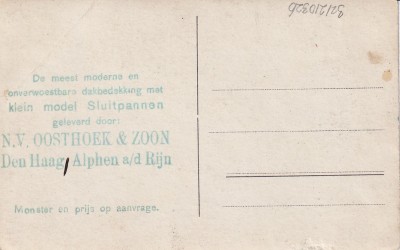 De meest moderne en
onverwoestbare dakbedekking met
klein model Sluitpannen
geleverd door:
N.V. OOSTHOEK & ZOON
Den Haag, Alphen a/d Rijn
Monster en prijs op aanvrage.